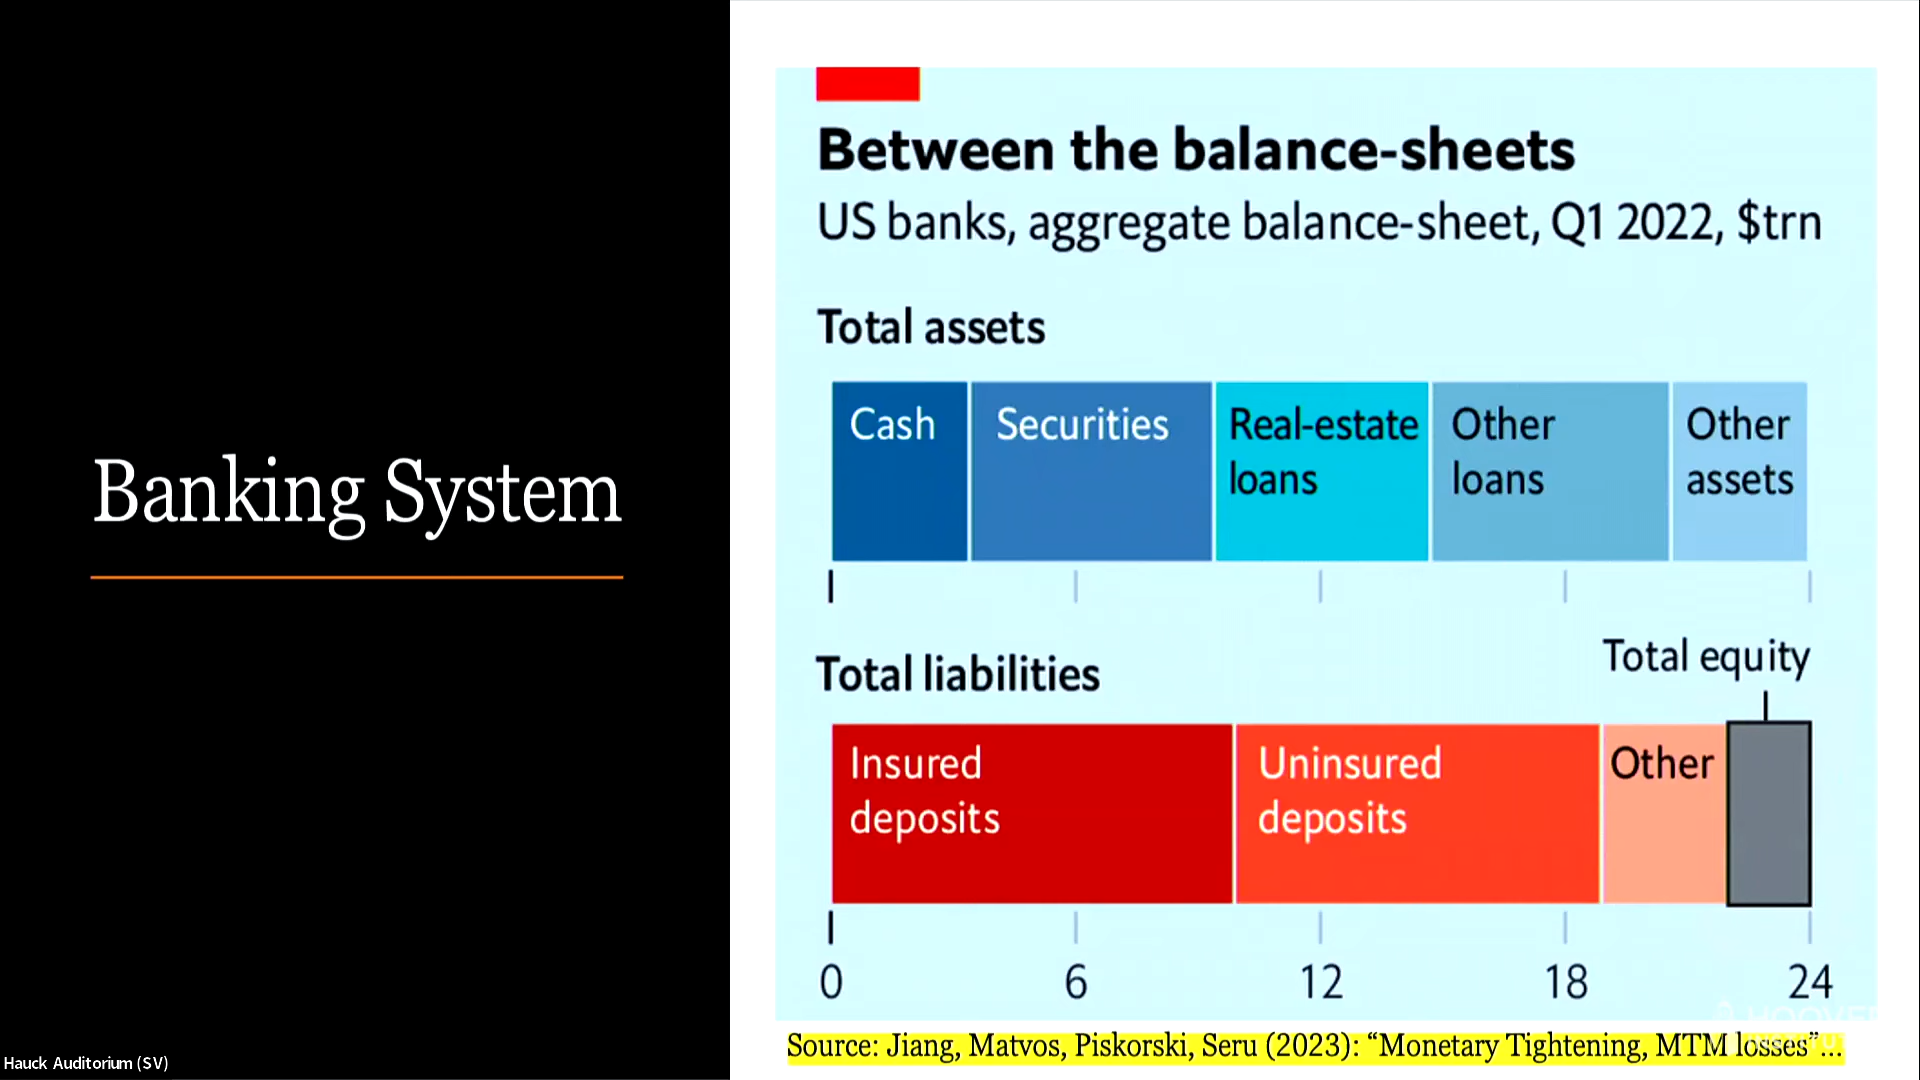 Banking System
Between the balance-sheets
US banks, aggregate balance-sheet, Q1 2022, $trn
Total assets
Cash
Securities
Real-estate
loans
Other
loans
Other
assets
Total liabilities
Total equity
Insured
deposits
Uninsured
deposits
Other
0 6 12 18 24
Source: Jiang, Matvos, Piskorski, Seru (2023): “Monetary Tightening, MTM losses”...
Hauck Auditorium (SV)